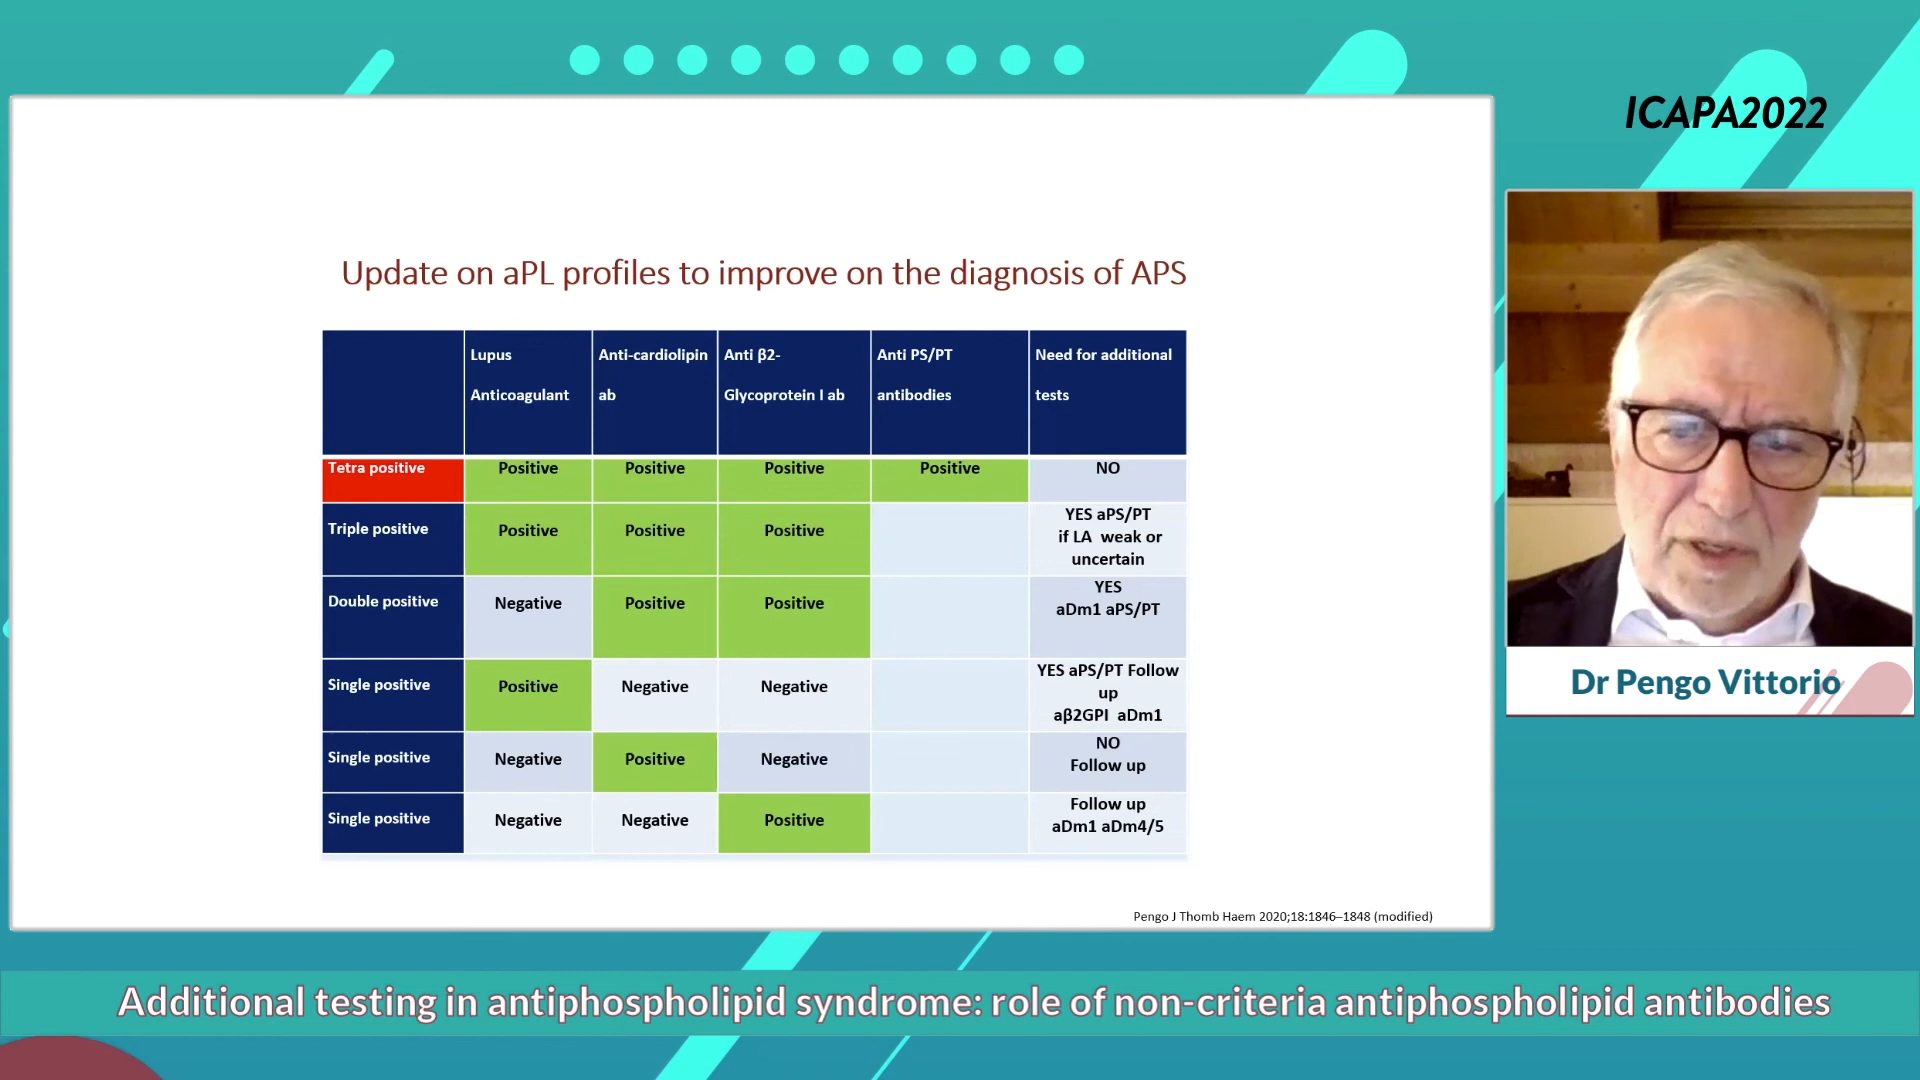 ICAPA2022
Update on aPL profiles to improve on the diagnosis of APS
Lupus Anticoagulant
Anti-cardiolipin ab
Anti β2-Glycoprotein I ab
Anti PS/PT antibodies
Need for additional tests
Tetra positive Positive Positive Positive Positive NO
Triple positive Positive Positive Positive YES aPS/PT if LA weak or uncertain
Double positive Negative Positive Positive YES aDm1 aPS/PT
Single positive Positive Negative Negative YES aPS/PT Follow up aβ2GPI aDm1
Single positive Negative Positive Negative NO Follow up
Single positive Negative Negative Positive Follow up aDm1 aDm4/5
Pengo J Thomb Haem 2020;18:1846–1848 (modified)
Dr Pengo Vittorio
Additional testing in antiphospholipid syndrome: role of non-criteria antiphospholipid antibodies